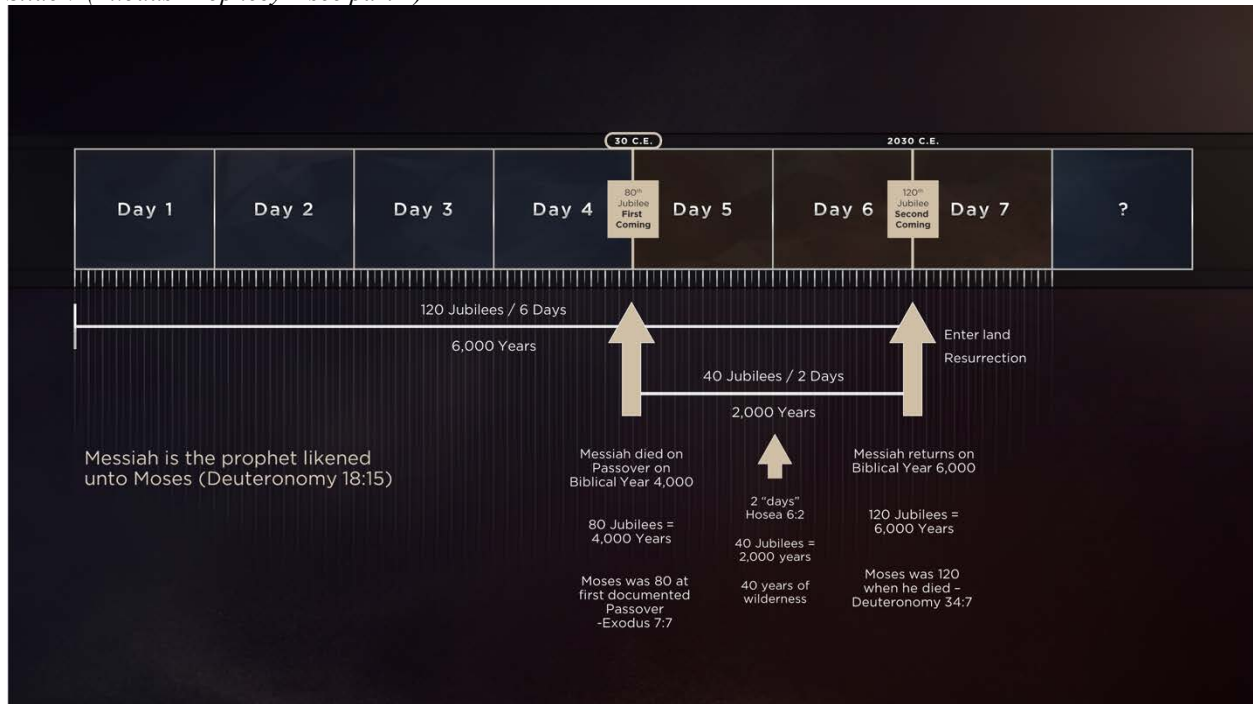 30 C.E.
2030 C.E.
Day 1
Day 2
Day 3
Day 4
80th
Jubilee
First
Coming
Day 5
Day 6
120th
Jubilee
Second
Coming
Day 7
?
120 Jubilees / 6 Days
6,000 Years
Enter land
Resurrection
40 Jubilees / 2 Days
2,000 Years
Messiah is the prophet likened
unto Moses (Deuteronomy 18:15)
Messiah died on
Passover on
Biblical Year 4,000
80 Jubilees =
4,000 Years
Moses was 80 at
first documented
Passover
-Exodus 7:7
2 "days"
Hosea 6:2
40 Jubilees =
2,000 years
40 years of
wilderness
Messiah returns on
Biblical Year 6,000
120 Jubilees =
6,000 Years
Moses was 120
when he died –
Deuteronomy 34:7